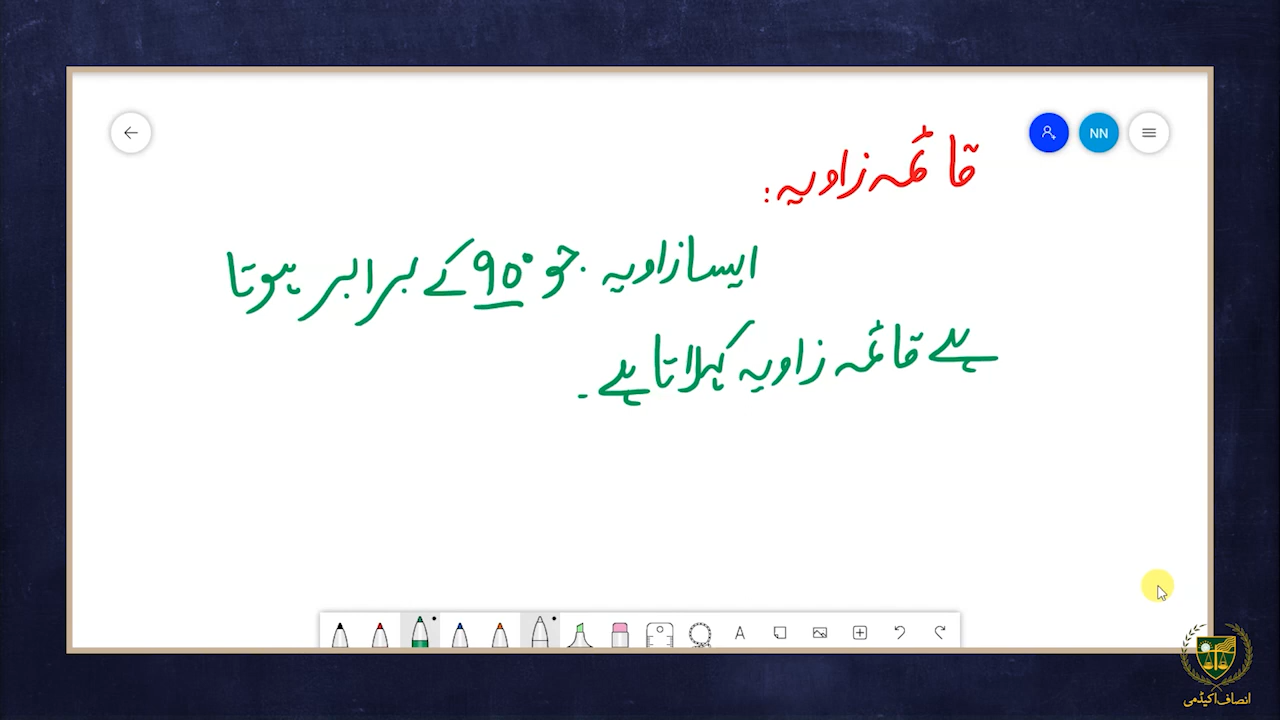 NN
قائمہ زاویہ:
ایسا زاویہ جو 90° کے برابر ہوتا
ہے قائمہ زاویہ کہلاتا ہے۔
A
انصاف اکیڈمی